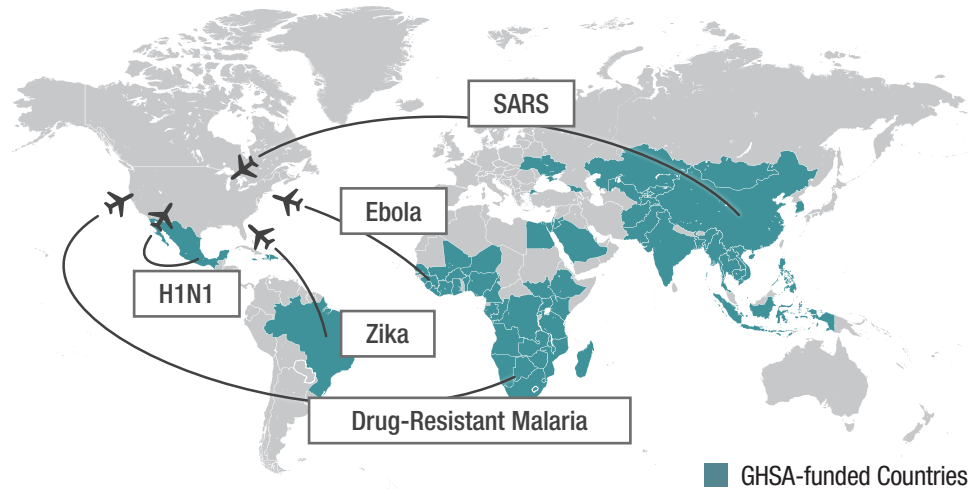 SARS
Ebola
H1N1
Zika
Drug-Resistant Malaria
GHSA-funded Countries